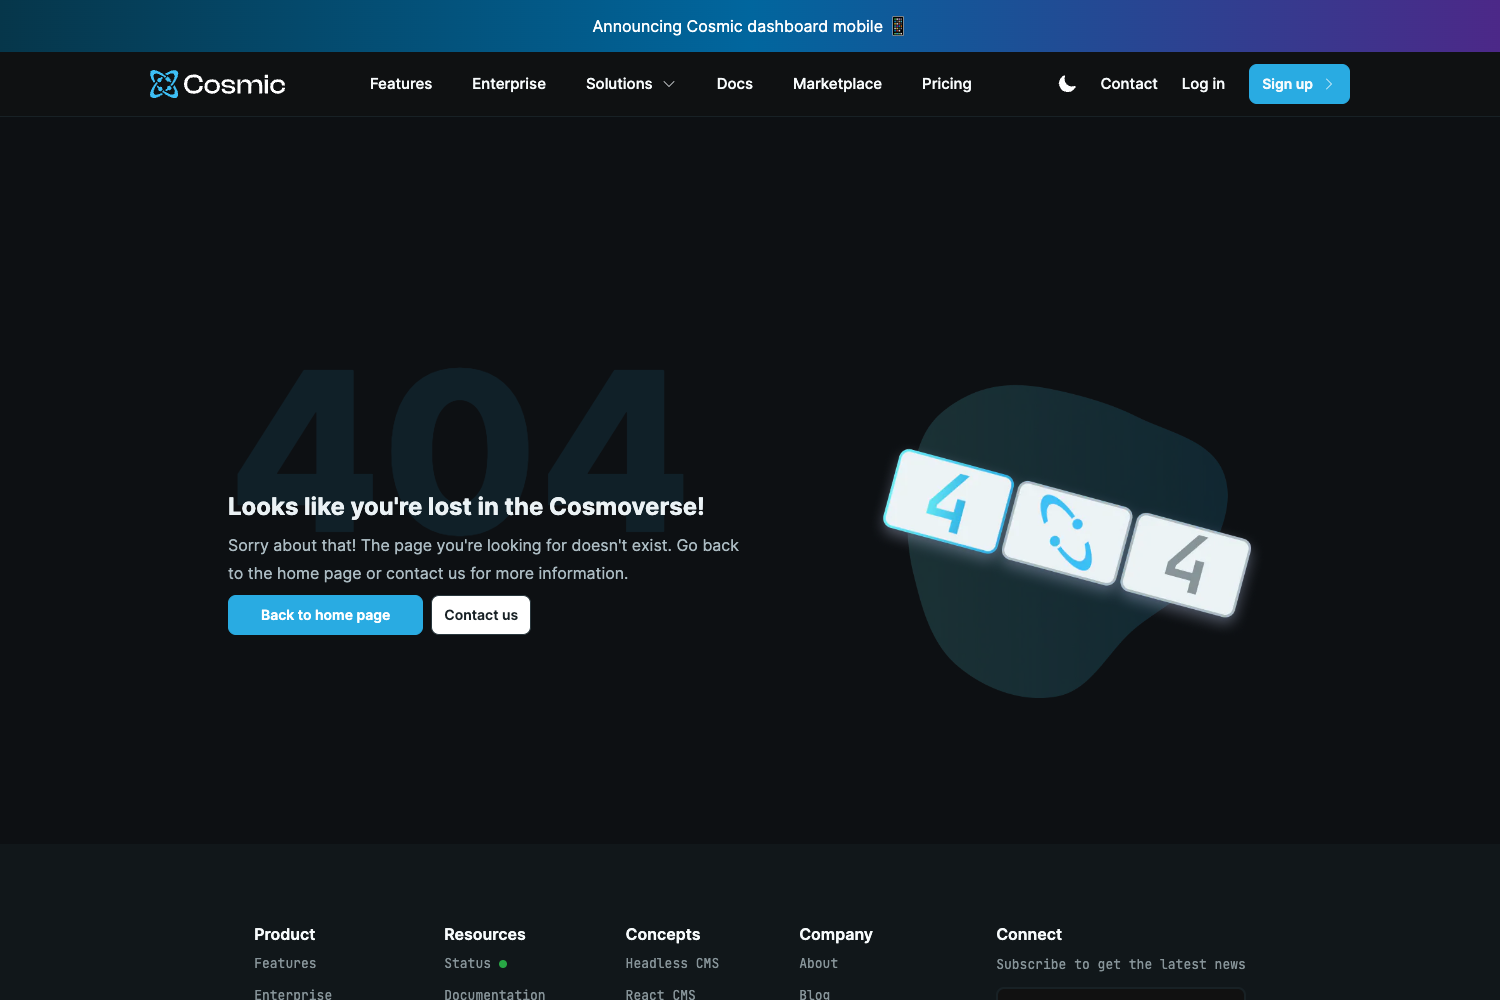 Announcing Cosmic dashboard mobile 📱
Cosmic
Features
Enterprise
Solutions
Docs
Marketplace
Pricing
Contact
Log in
Sign up
404
Looks like you're lost in the Cosmoverse!
Sorry about that! The page you're looking for doesn't exist. Go back
to the home page or contact us for more information.
Back to home page
Contact us
4
4
Product
Features
Enterprise
Resources
Status
Documentation
Concepts
Headless CMS
React CMS
Company
About
Blog
Connect
Subscribe to get the latest news